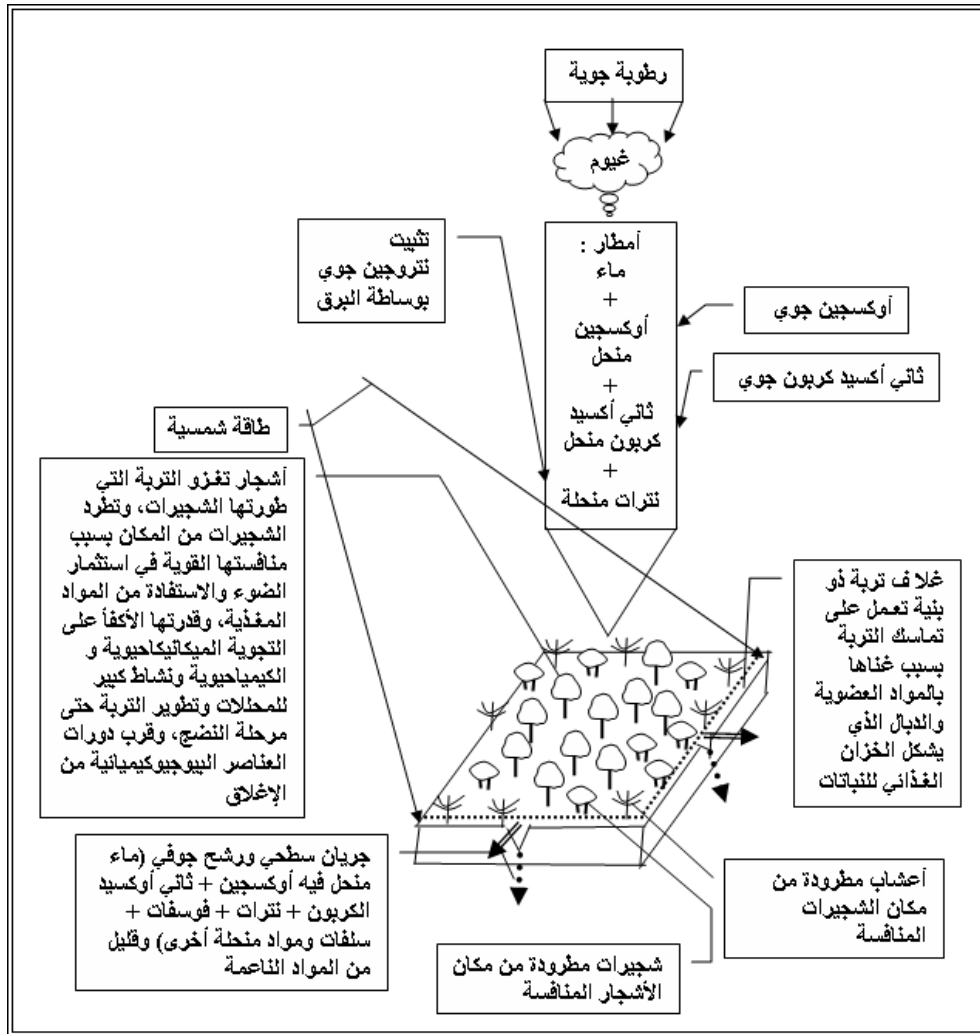 رطوبة جوية
غيوم
أمطار :
ماء
+
أوكسجين
منحل
+
ثاني أكسيد
كربون منحل
+
نترات منحلة
تثبيت
نتروجين جوي
بوساطة البرق
أوكسجين جوي
ثاني أكسيد كربون جوي
طاقة شمسية
أشجار تغزو التربة التي
طورتها الشجيرات، وتطرد
الشجيرات من المكان بسبب
منافستها القوية في استثمار
الضوء والاستفادة من المواد
المغذية، وقدرتها الأكفأ على
التجوية الميكانيكاحيوية و
الكيمياحيوية ونشاط كبير
للمحللات وتطوير التربة حتى
مرحلة النضج، وقرب دورات
العناصر البيوجيوكيميائية من
الإغلاق
غلاف تربة ذو
بنية تعمل على
تماسك التربة
بسبب غناها
بالمواد العضوية
والدبال الذي
يشكل الخزان
الغذائي للنباتات
جريان سطحي ورشح جوفي (ماء
منحل فيه أوكسجين + ثاني أوكسيد
الكربون + نترات + فوسفات +
سلفات ومواد منحلة أخرى) وقليل
من المواد الناعمة
شجيرات مطرودة من مكان
الأشجار المنافسة
أعشاب مطرودة من
مكان الشجيرات
المنافسة